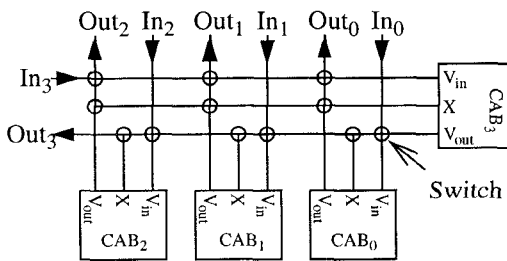 Out2 In2 Out1 In1 Out0 In0
In3
Vin
X
Vout
CAB3
Out3
Switch
Vout X Vin Vout X Vin Vout X Vin
CAB2 CAB1 CAB0